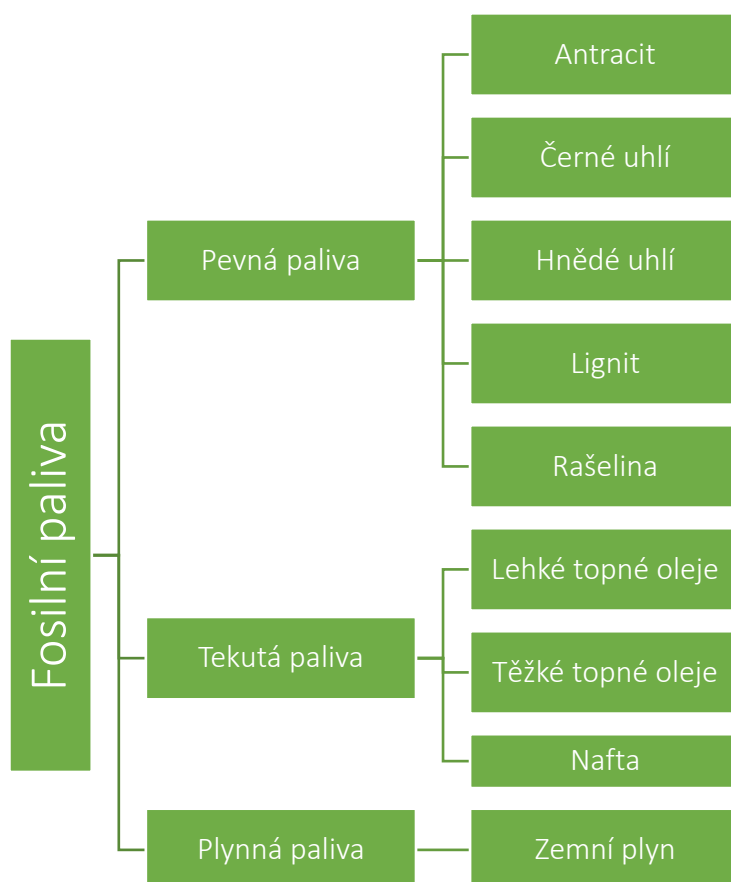 Fosilní paliva
Pevná paliva
Antracit
Černé uhlí
Hnědé uhlí
Lignit
Rašelina
Tekutá paliva
Lehké topné oleje
Těžké topné oleje
Nafta
Plynná paliva
Zemní plyn